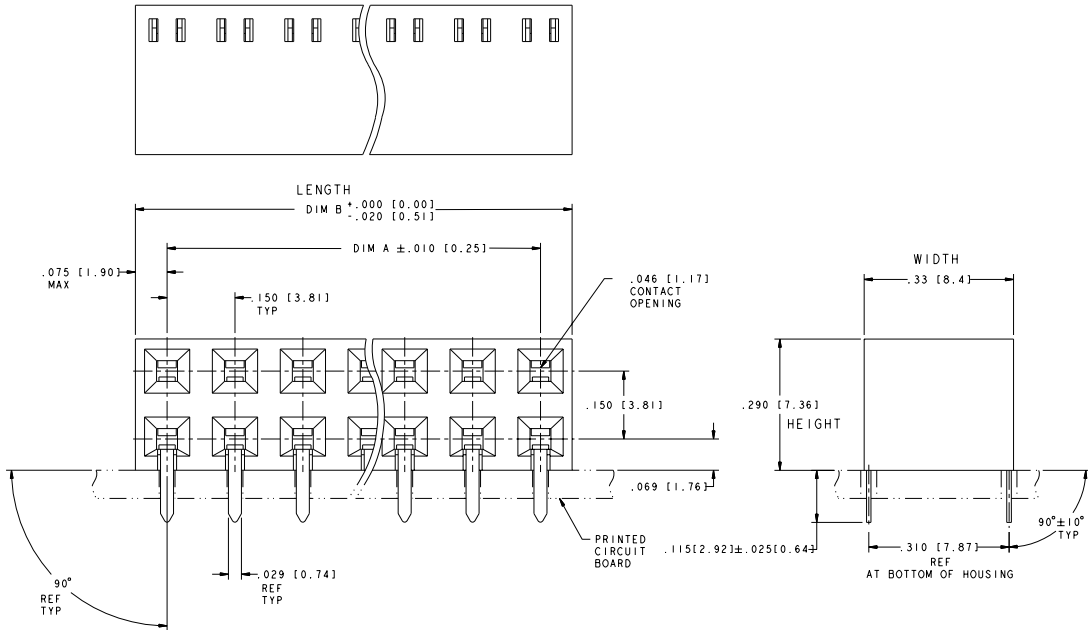 LENGTH
DIM B +.000 [0.00]
-.020 [0.51]
DIM A ±.010 [0.25]
.075 [1.90]
MAX
.150 [3.81]
TYP
.046 [1.17]
CONTACT
OPENING
WIDTH
.33 [8.4]
.150 [3.81]
.290 [7.36]
HEIGHT
.069 [1.76]
PRINTED
CIRCUIT
BOARD
.115[2.92]±.025[0.64]
90°±10°
TYP
.310 [7.87]
REF
AT BOTTOM OF HOUSING
.029 [0.74]
REF
TYP
90°
REF
TYP